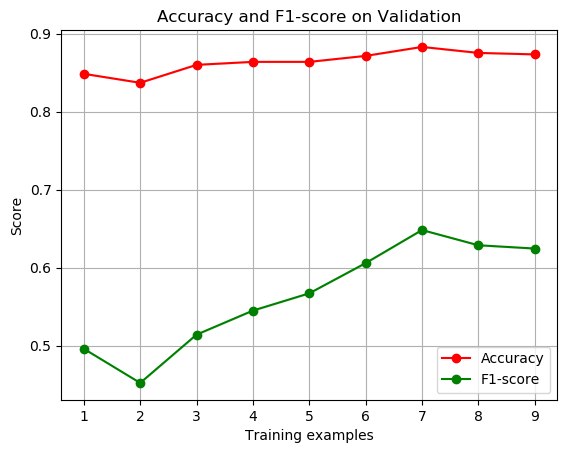 Accuracy and F1-score on Validation
0.9
0.8
0.7
0.6
0.5
Score
Accuracy
F1-score
1 2 3 4 5 6 7 8 9
Training examples